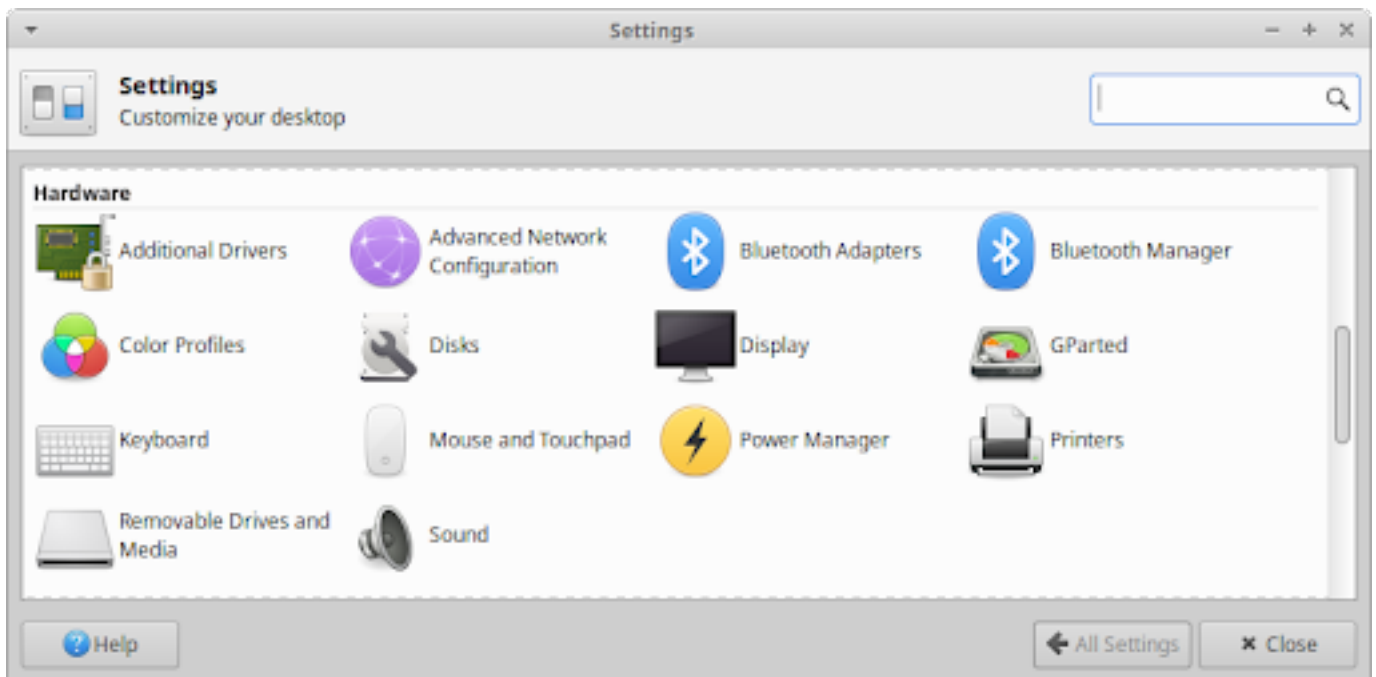 Settings
Settings
Customize your desktop
Hardware
Additional Drivers
Advanced Network
Configuration
Bluetooth Adapters
Bluetooth Manager
Color Profiles
Disks
Display
GParted
Keyboard
Mouse and Touchpad
Power Manager
Printers
Removable Drives and
Media
Sound
Help
All Settings
Close